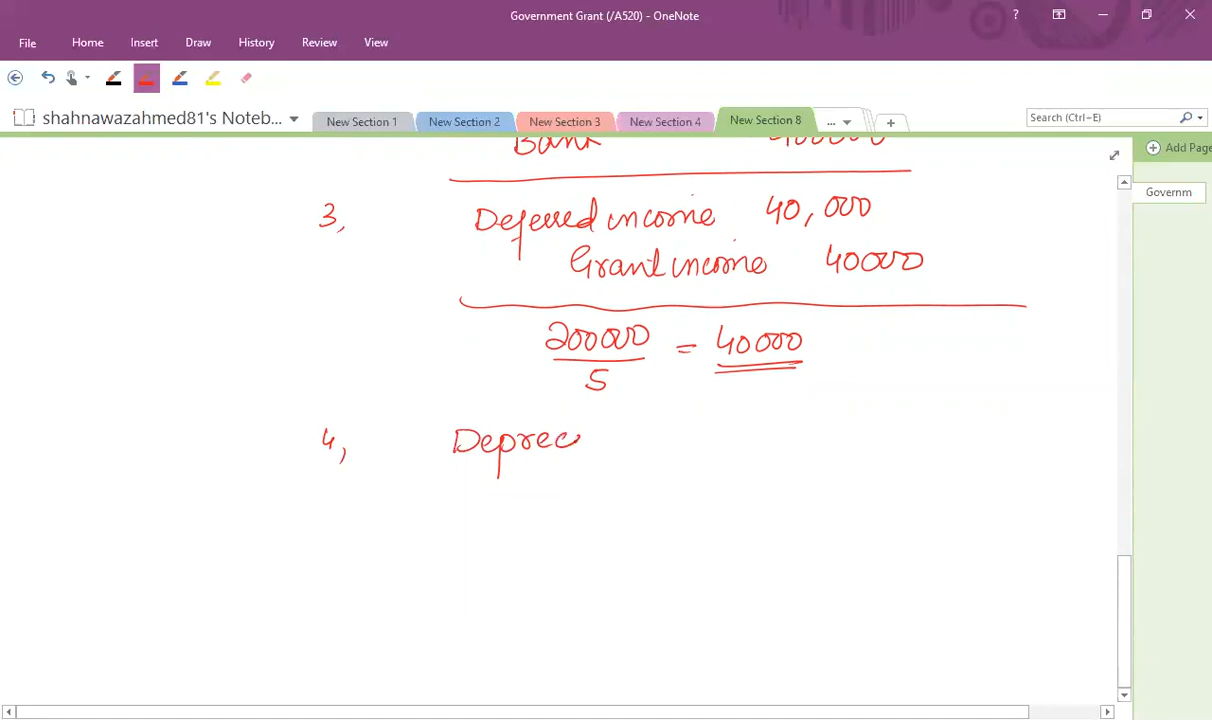 Government Grant (/A520) - OneNote
?
File Home Insert Draw History Review View
shahnawazahmed81's Noteb... New Section 1 New Section 2 New Section 3 New Section 4 New Section 8 ... + Search (Ctrl+E)
Add Page
Governm
Bank 400000
3, Deferred income 40,000
Grant income 40000
200000
5
= 40000
4, Deprec